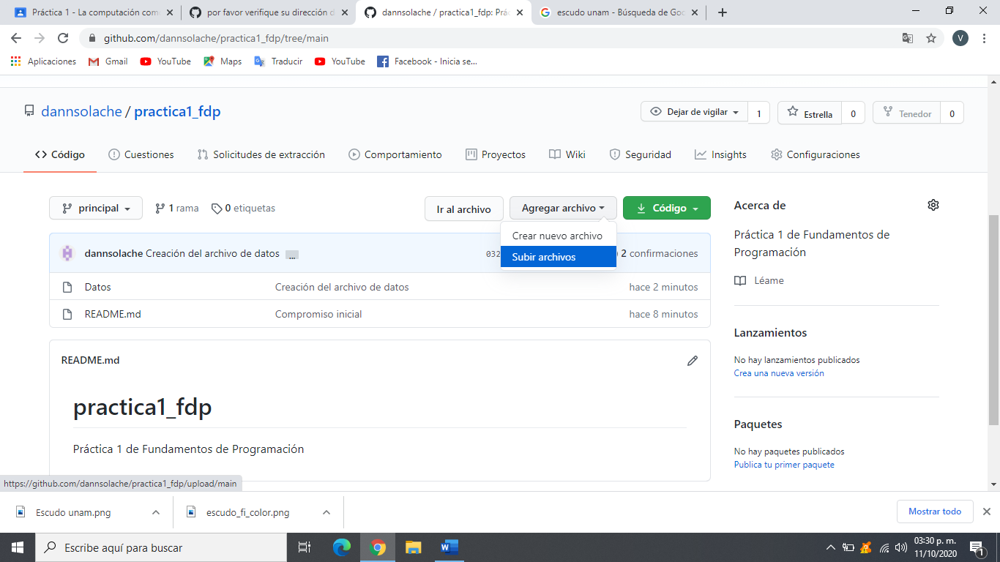 Práctica 1 - La computación com
por favor verifique su dirección d
dannsolache / practica1_fdp: Prá
escudo unam - Búsqueda de Goo
github.com/dannsolache/practica1_fdp/tree/main
V
Aplicaciones
Gmail
YouTube
Maps
Traducir
YouTube
Facebook - Inicia se...
dannsolache / practica1_fdp
Dejar de vigilar
1
Estrella
0
Tenedor
0
Código
Cuestiones
Solicitudes de extracción
Comportamiento
Proyectos
Wiki
Seguridad
Insights
Configuraciones
principal
1 rama
0 etiquetas
Ir al archivo
Agregar archivo
Código
Crear nuevo archivo
Subir archivos
dannsolache Creación del archivo de datos ...
032
2 confirmaciones
Datos
Creación del archivo de datos
hace 2 minutos
README.md
Compromiso inicial
hace 8 minutos
README.md
practica1_fdp
Práctica 1 de Fundamentos de Programación
Acerca de
Práctica 1 de Fundamentos de
Programación
Léame
Lanzamientos
No hay lanzamientos publicados
Crea una nueva versión
Paquetes
No hay paquetes publicados
Publica tu primer paquete
https://github.com/dannsolache/practica1_fdp/upload/main
Escudo unam.png
escudo_fi_color.png
Mostrar todo
Escribe aquí para buscar
03:30 p. m.
11/10/2020
1